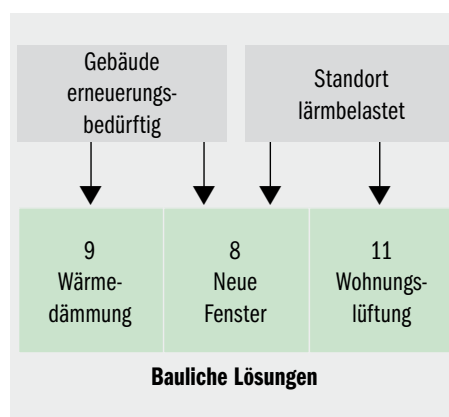 Gebäude
erneuerungs-
bedürftig
Standort
lärmbelastet
9
Wärme-
dämmung
8
Neue
Fenster
11
Wohnungs-
lüftung
Bauliche Lösungen